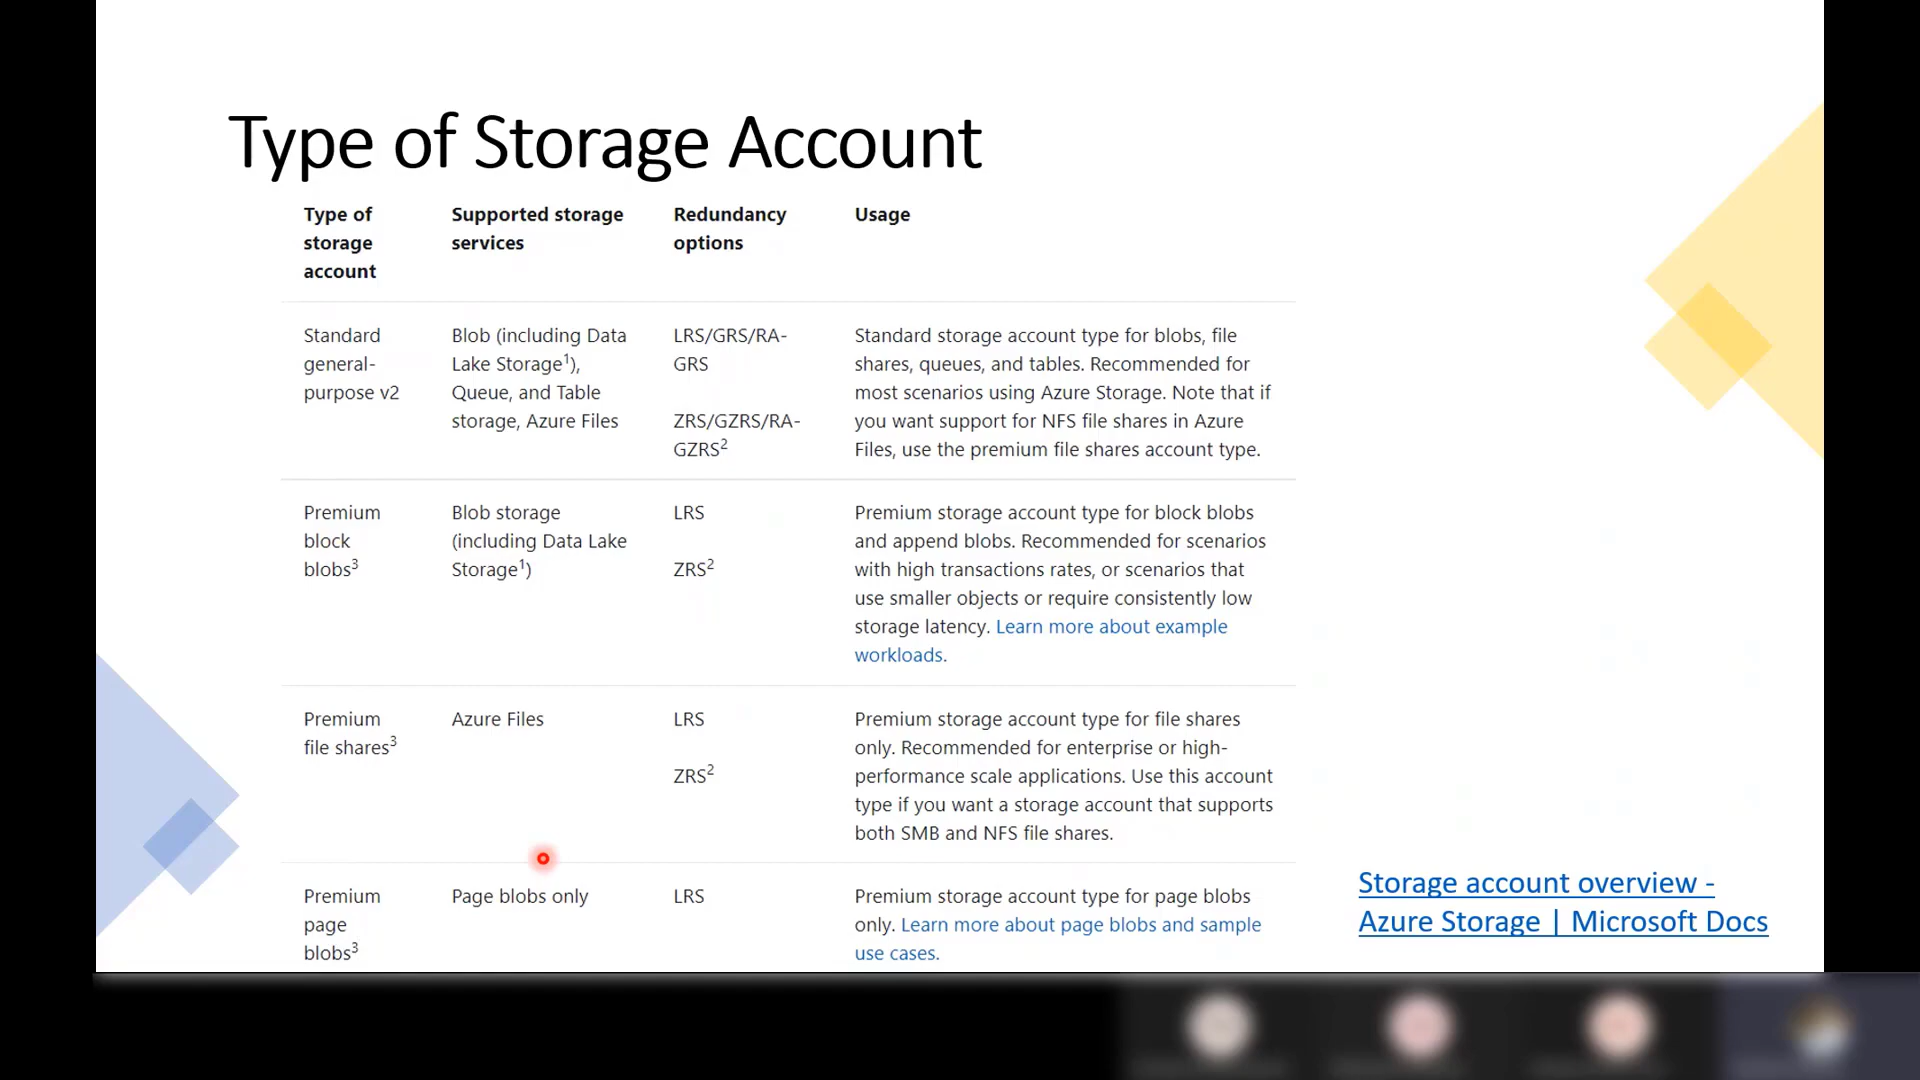 Type of Storage Account
Type of
storage
account
Supported storage
services
Redundancy
options
Usage
Standard
general-
purpose v2
Blob (including Data
Lake Storage¹),
Queue, and Table
storage, Azure Files
LRS/GRS/RA-
GRS
ZRS/GZRS/RA-
GZRS²
Standard storage account type for blobs, file
shares, queues, and tables. Recommended for
most scenarios using Azure Storage. Note that if
you want support for NFS file shares in Azure
Files, use the premium file shares account type.
Premium
block
blobs³
Blob storage
(including Data Lake
Storage¹)
LRS
ZRS²
Premium storage account type for block blobs
and append blobs. Recommended for scenarios
with high transactions rates, or scenarios that
use smaller objects or require consistently low
storage latency. Learn more about example
workloads.
Premium
file shares³
Azure Files
LRS
ZRS²
Premium storage account type for file shares
only. Recommended for enterprise or high-
performance scale applications. Use this account
type if you want a storage account that supports
both SMB and NFS file shares.
Premium
page
blobs³
Page blobs only
LRS
Premium storage account type for page blobs
only. Learn more about page blobs and sample
use cases.
Storage account overview -
Azure Storage | Microsoft Docs